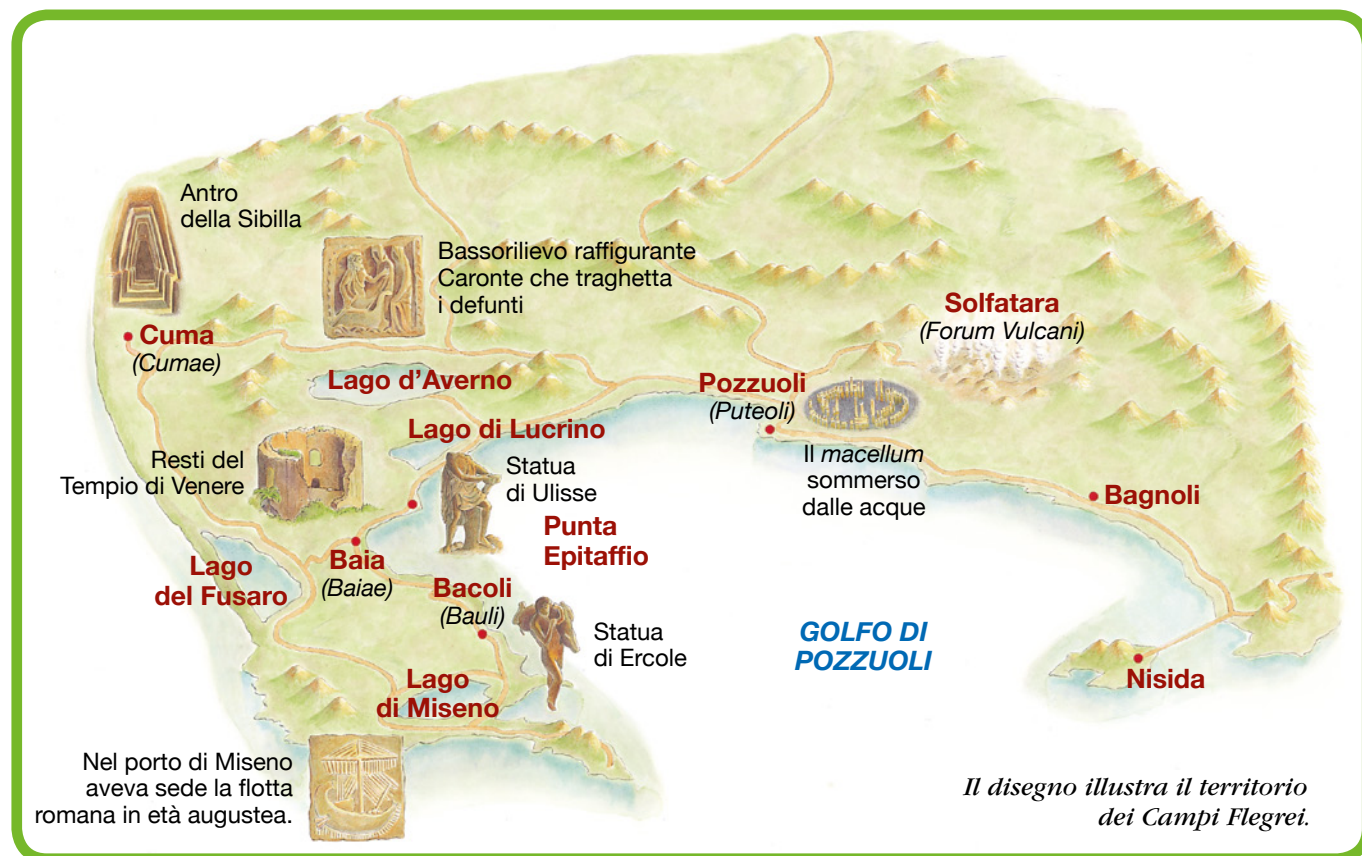 Antro
della Sibilla
Bassorilievo raffigurante
Caronte che traghetta
i defunti
Solfatara
(Forum Vulcani)
Cuma
(Cumae)
Lago d'Averno
Pozzuoli
(Puteoli)
Lago di Lucrino
Il macellum
sommerso
dalle acque
Resti del
Tempio di Venere
Statua
di Ulisse
Punta
Epitaffio
Bagnoli
Lago
del Fusaro
Baia
(Baiae)
Bacoli
(Bauli)
Statua
di Ercole
GOLFO DI
POZZUOLI
Nisida
Lago
di Miseno
Nel porto di Miseno
aveva sede la flotta
romana in età augustea.
Il disegno illustra il territorio
dei Campi Flegrei.